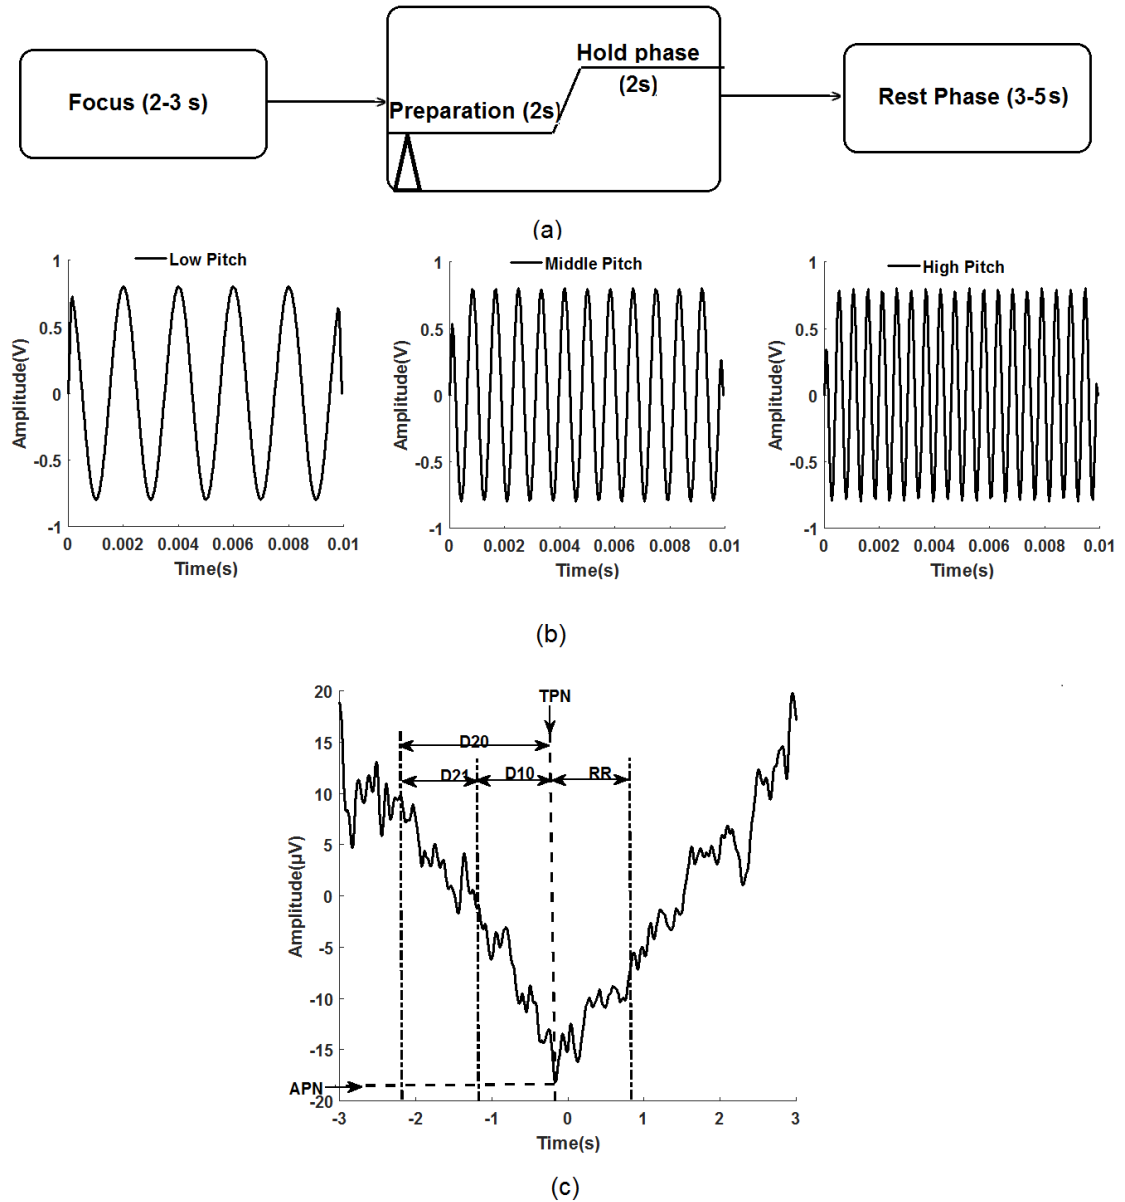 Focus (2-3 s)
Preparation (2s)
Hold phase
(2s)
Rest Phase (3-5s)
(a)
Low Pitch
1
0.5
0
-0.5
-1
Amplitude(V)
0 0.002 0.004 0.006 0.008 0.01
Time(s)
Middle Pitch
1
0.5
0
-0.5
-1
Amplitude(V)
0 0.002 0.004 0.006 0.008 0.01
Time(s)
High Pitch
1
0.5
0
-0.5
-1
Amplitude(V)
0 0.002 0.004 0.006 0.008 0.01
Time(s)
(b)
TPN
D20
D21 D10 RR
APN
20
15
10
5
0
-5
-10
-15
-20
Amplitude(µV)
-3 -2 -1 0 1 2 3
Time(s)
(c)